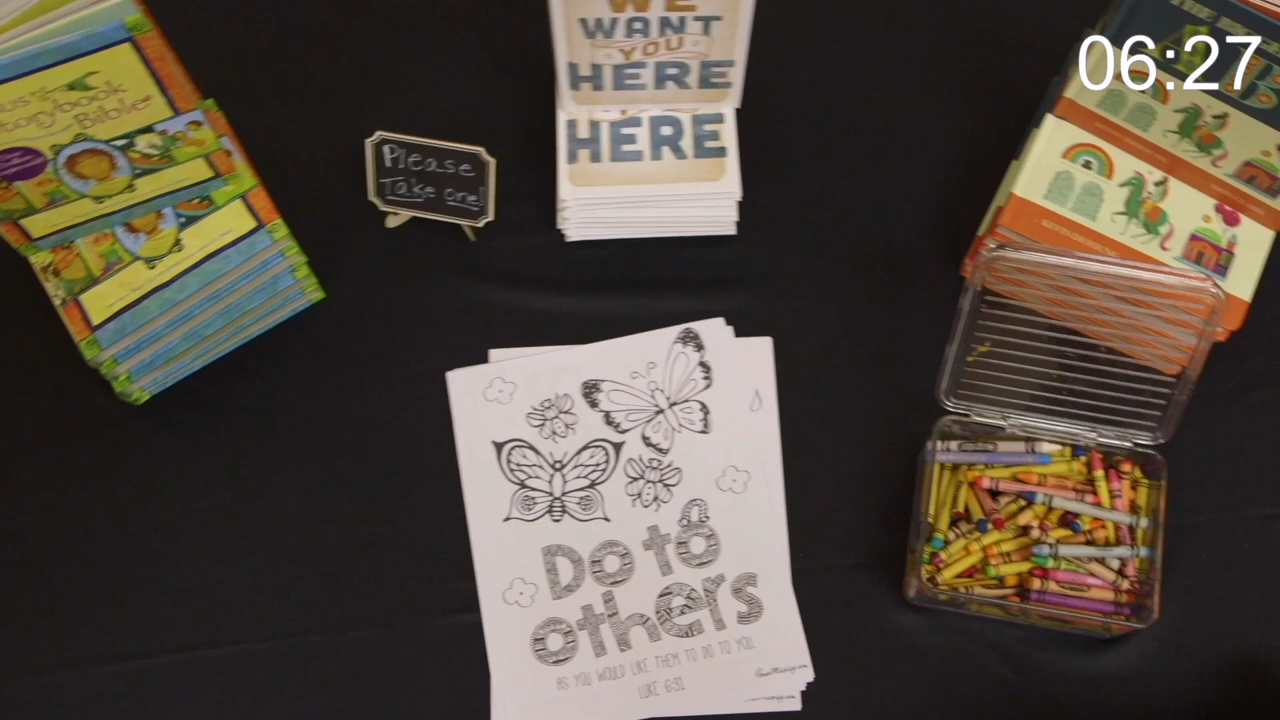 06:27
WE
WANT
YOU
HERE
HERE
Storybook
Bible
Please
Take one!
Do to
others
AS YOU WOULD LIKE THEM TO DO TO YOU.
LUKE 6:31